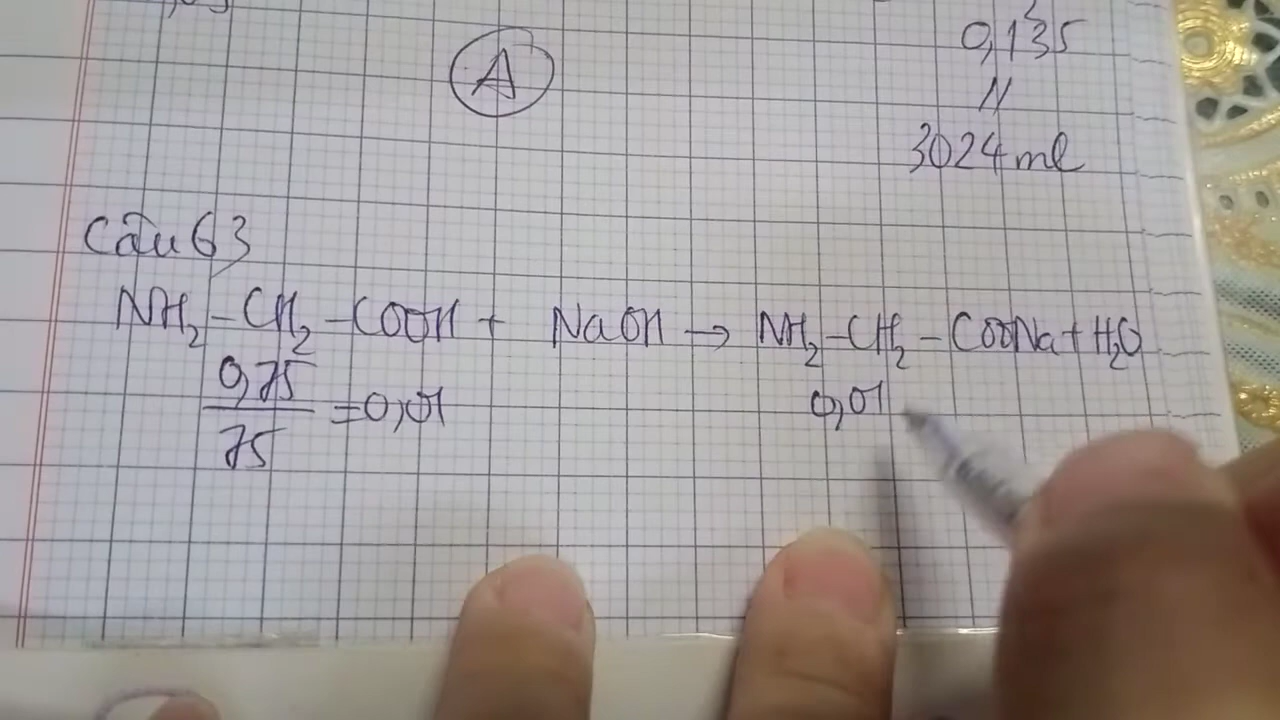 A
0,135
3024 ml
Câu 63
NH₂-CH₂-COOH + NaOH → NH₂-CH₂-COONa + H₂O
0,75
75
=0,01
0,01